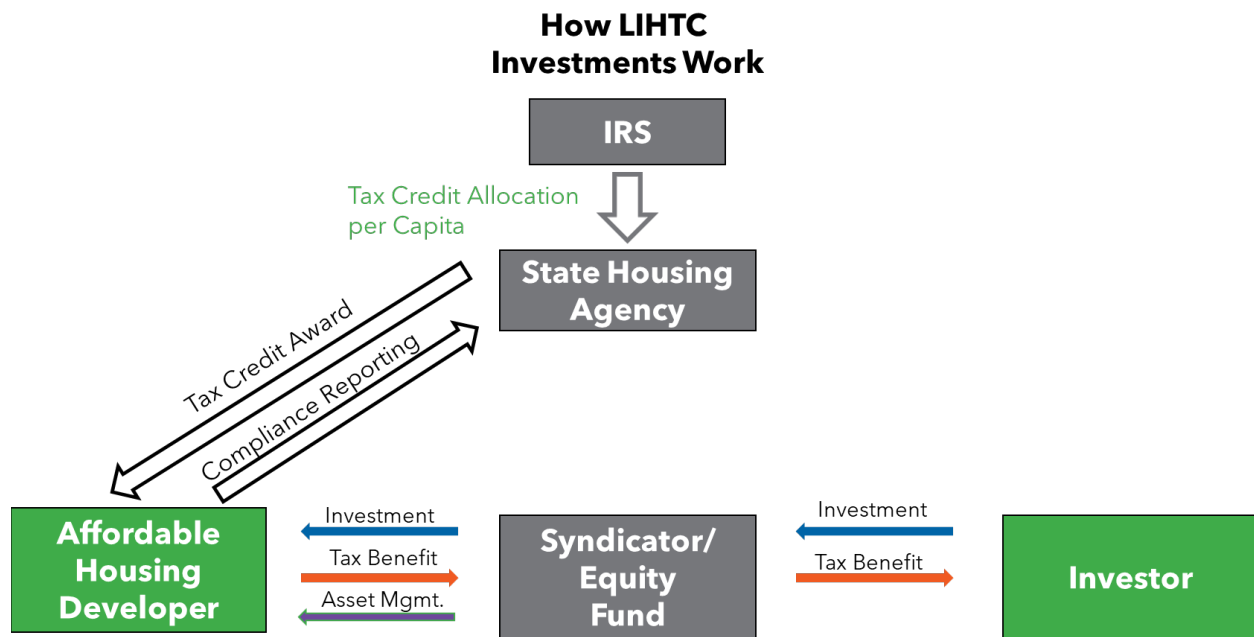 How LIHTC
Investments Work
IRS
Tax Credit Allocation
per Capita
State Housing
Agency
Tax Credit Award
Compliance Reporting
Affordable
Housing
Developer
Investment
Tax Benefit
Asset Mgmt.
Syndicator/
Equity
Fund
Investment
Tax Benefit
Investor